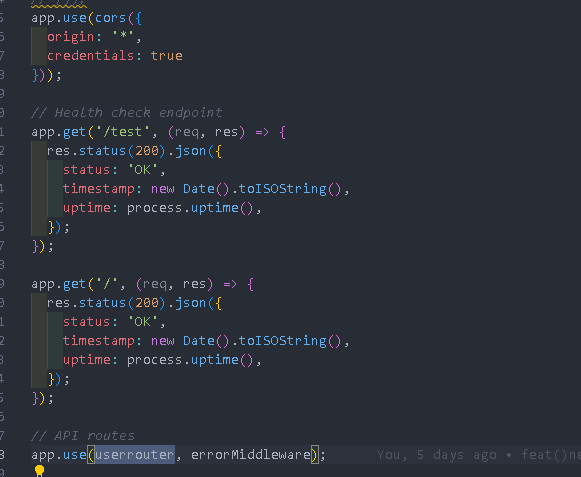 app.use(cors({
origin: '*',
credentials: true
}));
// Health check endpoint
app.get('/test', (req, res) => {
res.status(200).json({
status: 'OK',
timestamp: new Date().toISOString(),
uptime: process.uptime(),
});
});
app.get('/', (req, res) => {
res.status(200).json({
status: 'OK',
timestamp: new Date().toISOString(),
uptime: process.uptime(),
});
});
// API routes
app.use(userrouter, errorMiddleware); You, 5 days ago • feat()ne